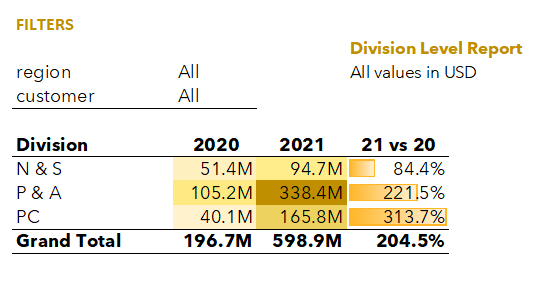 FILTERS
Division Level Report
region All All values in USD
customer All
Division 2020 2021 21 vs 20
N & S 51.4M 94.7M 84.4%
P & A 105.2M 338.4M 221.5%
PC 40.1M 165.8M 313.7%
Grand Total 196.7M 598.9M 204.5%